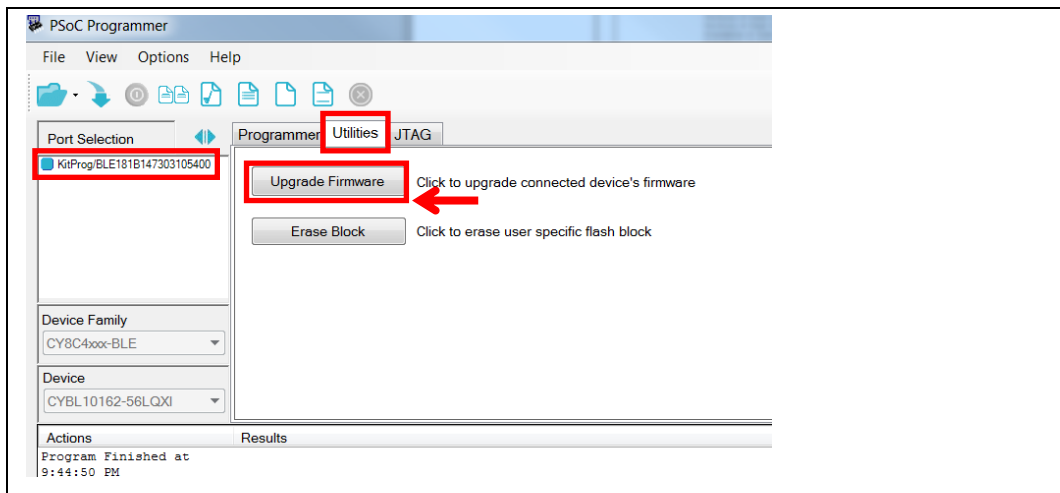 PSoC Programmer
File View Options Help
Port Selection
Programmer Utilities JTAG
KitProg/BLE181B147303105400
Upgrade Firmware Click to upgrade connected device's firmware
Erase Block Click to erase user specific flash block
Device Family
CY8C4xxx-BLE
Device
CYBL10162-56LQXI
Actions Results
Program Finished at
9:44:50 PM